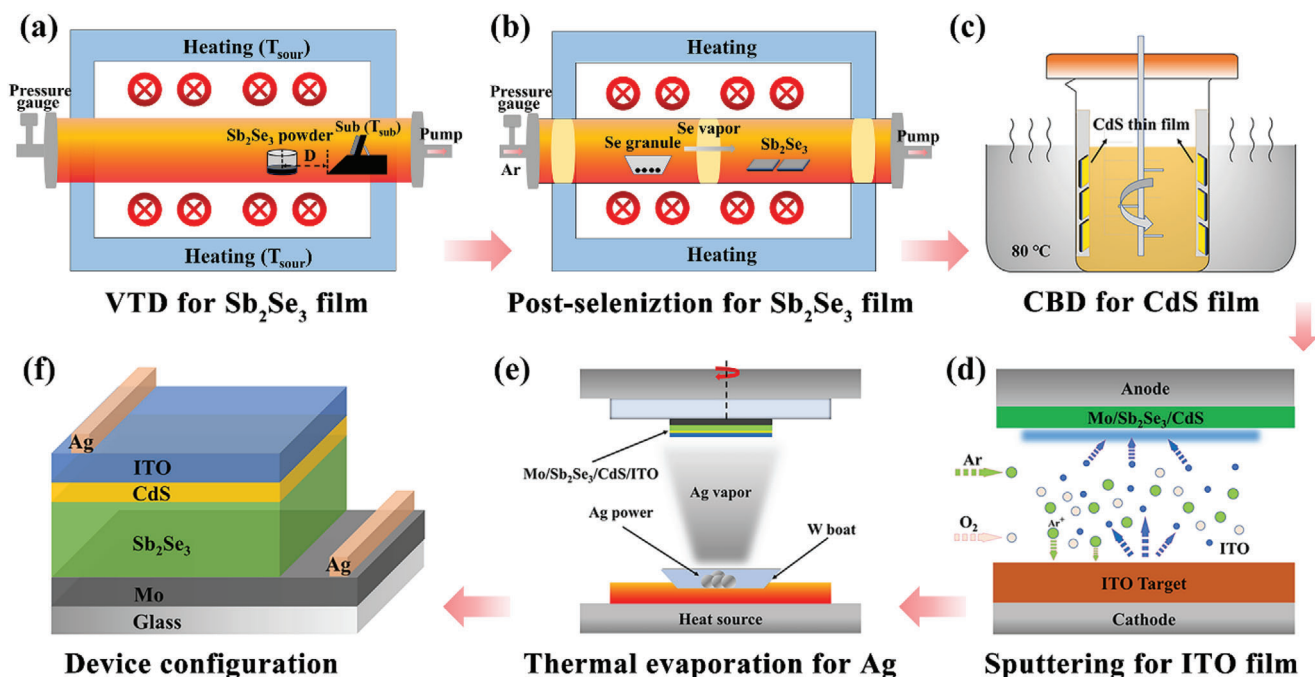 (a)
Heating (Tsour)
Pressure
gauge
Sb2Se3 powder
Sub (Tsub)
D
Pump
Heating (Tsour)
VTD for Sb2Se3 film
(b)
Heating
Pressure
gauge
Se vapor
Se granule
Sb2Se3
Pump
Ar
Heating
Post-seleniztion for Sb2Se3 film
(c)
CdS thin film
80 °C
CBD for CdS film
(f)
Ag
ITO
CdS
Sb2Se3
Ag
Mo
Glass
Device configuration
(e)
Mo/Sb2Se3/CdS/ITO
Ag vapor
Ag power
W boat
Heat source
Thermal evaporation for Ag
(d)
Anode
Mo/Sb2Se3/CdS
Ar
O2
Ar+
ITO
ITO Target
Cathode
Sputtering for ITO film